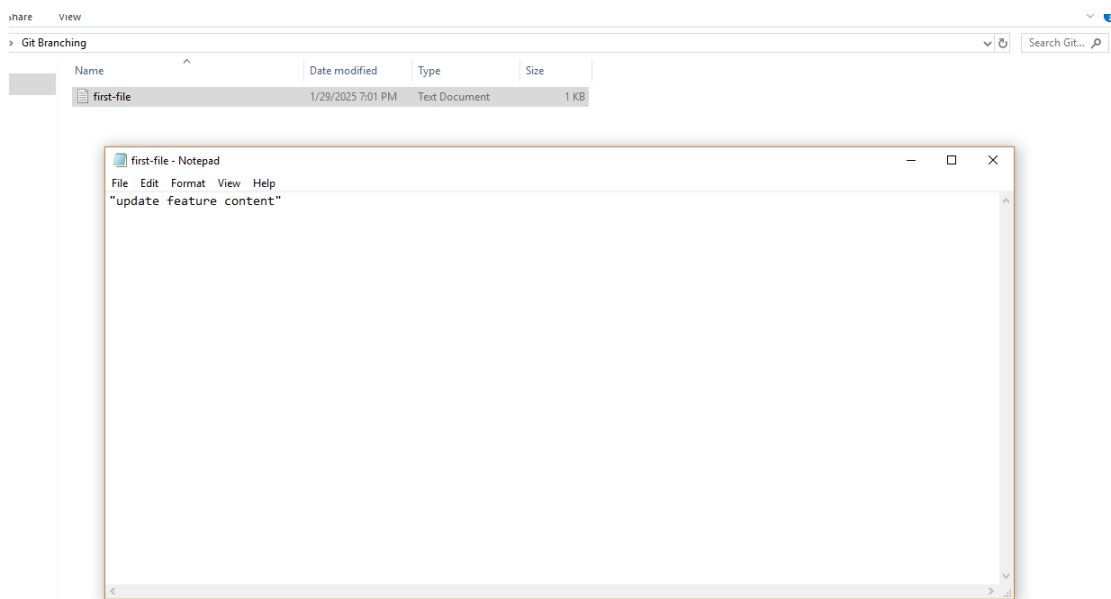 Share View
> Git Branching
Search Git...
Name Date modified Type Size
first-file 1/29/2025 7:01 PM Text Document 1 KB
first-file - Notepad
File Edit Format View Help
"update feature content"